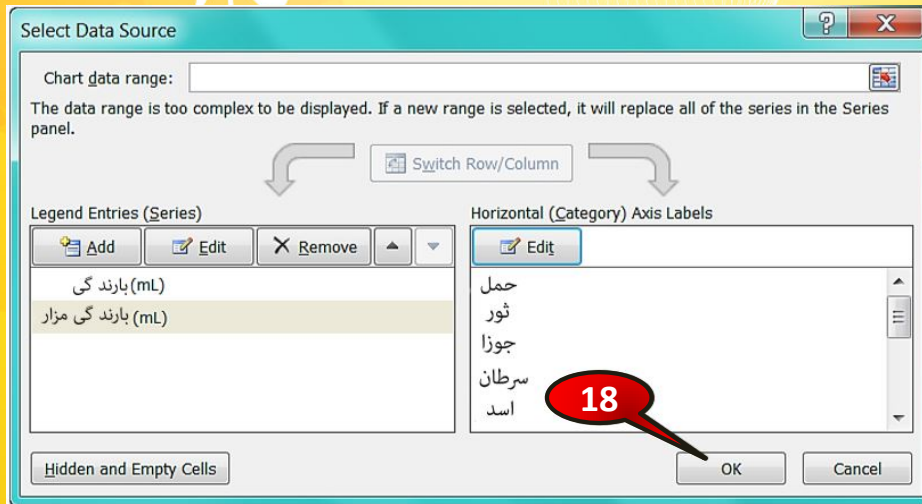 Select Data Source
Chart data range:
The data range is too complex to be displayed. If a new range is selected, it will replace all of the series in the Series
panel.
Switch Row/Column
Legend Entries (Series)
Horizontal (Category) Axis Labels
Add Edit Remove
Edit
بارند گی (mL)
بارند گی مزار (mL)
حمل
ثور
جوزا
سرطان
اسد
18
Hidden and Empty Cells
OK
Cancel